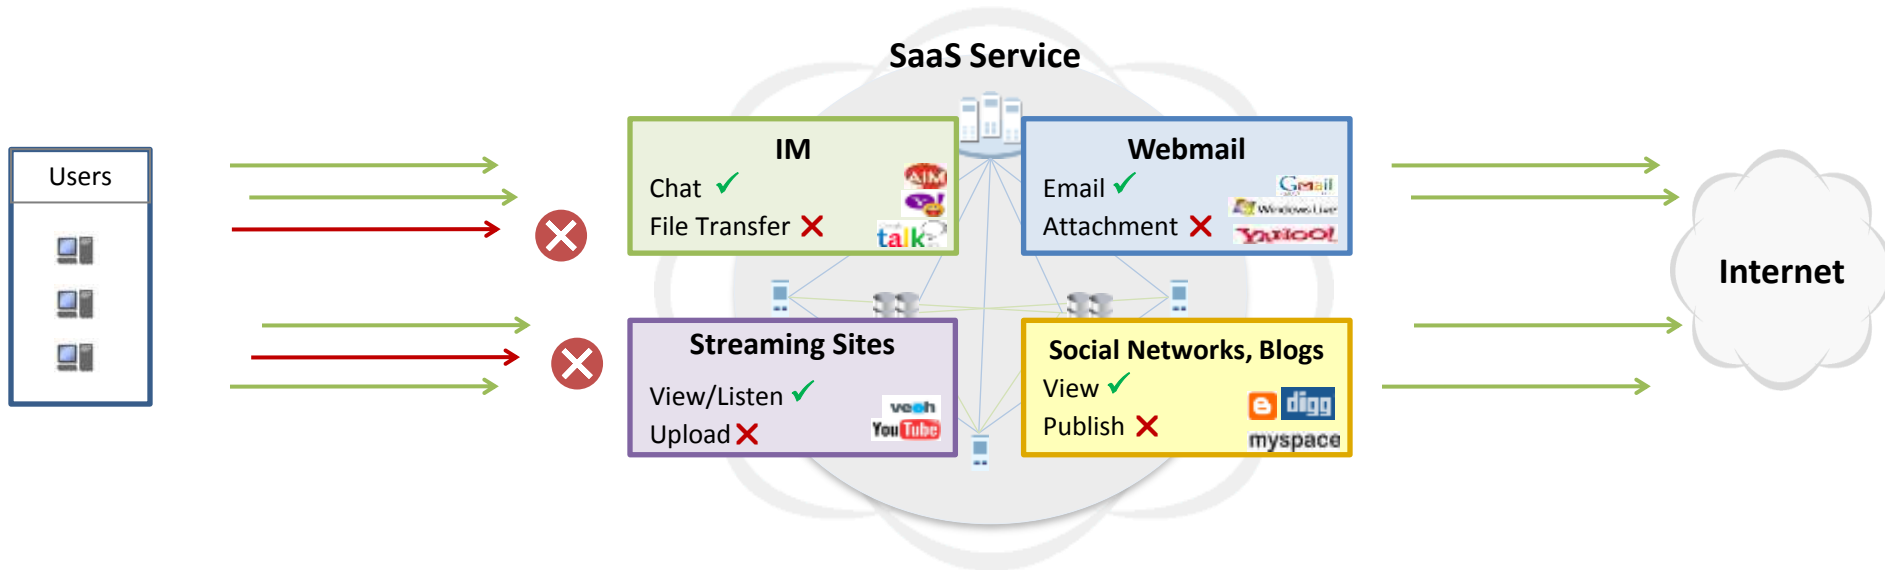 SaaS Service
Users
IM
Chat
File Transfer
AIM
Y!
talk
Webmail
Email
Attachment
Gmail
Windows Live
YAHOO!
Streaming Sites
View/Listen
Upload
veoh
YouTube
Social Networks, Blogs
View
Publish
digg
myspace
Internet